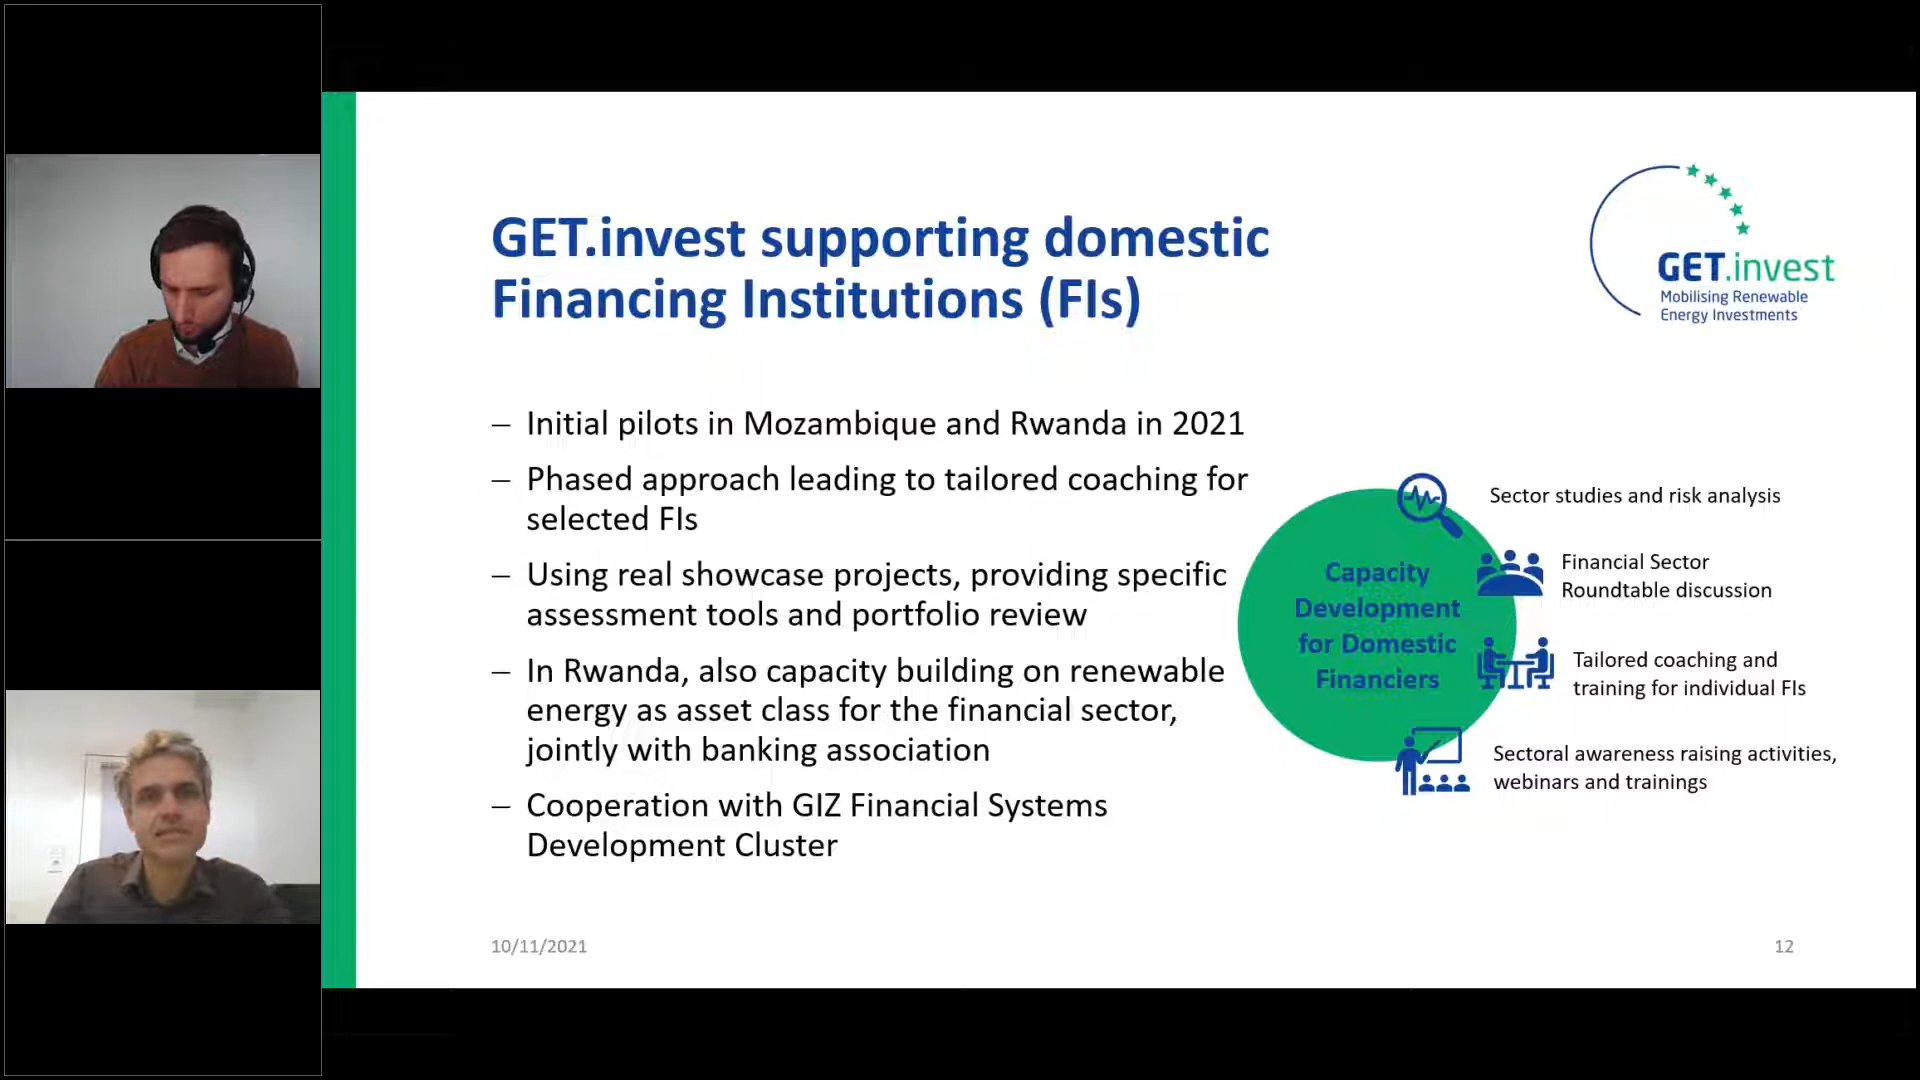 GET.invest supporting domestic
Financing Institutions (FIs)
GET.invest
Mobilising Renewable
Energy Investments
– Initial pilots in Mozambique and Rwanda in 2021
– Phased approach leading to tailored coaching for
selected FIs
– Using real showcase projects, providing specific
assessment tools and portfolio review
– In Rwanda, also capacity building on renewable
energy as asset class for the financial sector,
jointly with banking association
– Cooperation with GIZ Financial Systems
Development Cluster
Capacity
Development
for Domestic
Financiers
Sector studies and risk analysis
Financial Sector
Roundtable discussion
Tailored coaching and
training for individual FIs
Sectoral awareness raising activities,
webinars and trainings
10/11/2021
12